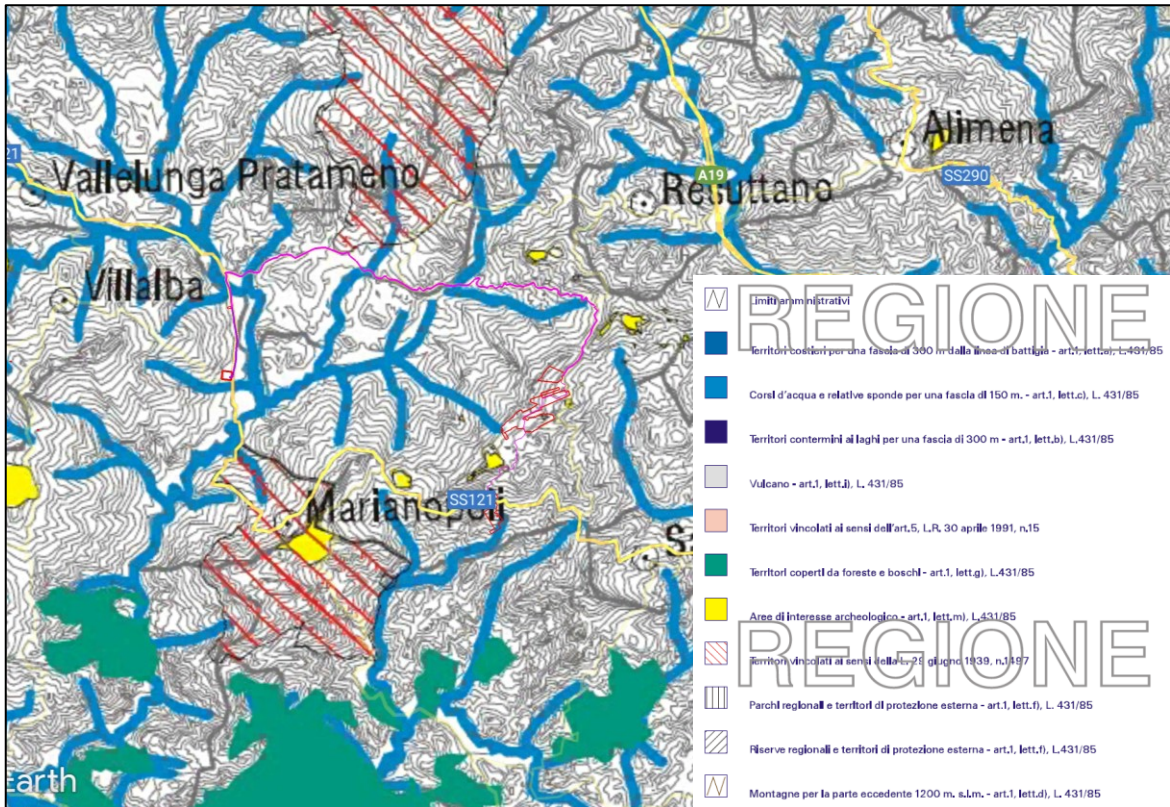 Alimena
A19
SS290
21
Vallelunga Pratameno
Resuttano
Villalba
REGIONE
Limiti amministrativi
Territori costieri per una fascia di 300 m dalla linea di battigia - art.1, lett.a), L.431/85
Corsi d'acqua e relative sponde per una fascia di 150 m. - art.1, lett.c), L. 431/85
Territori contermini ai laghi per una fascia di 300 m - art.1, lett.b), L.431/85
Vulcano - art.1, lett.i), L. 431/85
SS121
Marianopoli
S
Territori vincolati ai sensi dell'art.5, L.R. 30 aprile 1991, n.15
Territori coperti da foreste e boschi - art.1, lett.g), L.431/85
Aree di interesse archeologico - art.1, lett.m), L.431/85
REGIONE
Territori vincolati ai sensi della L. 29 giugno 1939, n.1497
Parchi regionali e territori di protezione esterna - art.1, lett.f), L. 431/85
Riserve regionali e territori di protezione esterna - art.1, lett.f), L.431/85
Montagne per la parte eccedente 1200 m. s.l.m. - art.1, lett.d), L. 431/85
Earth